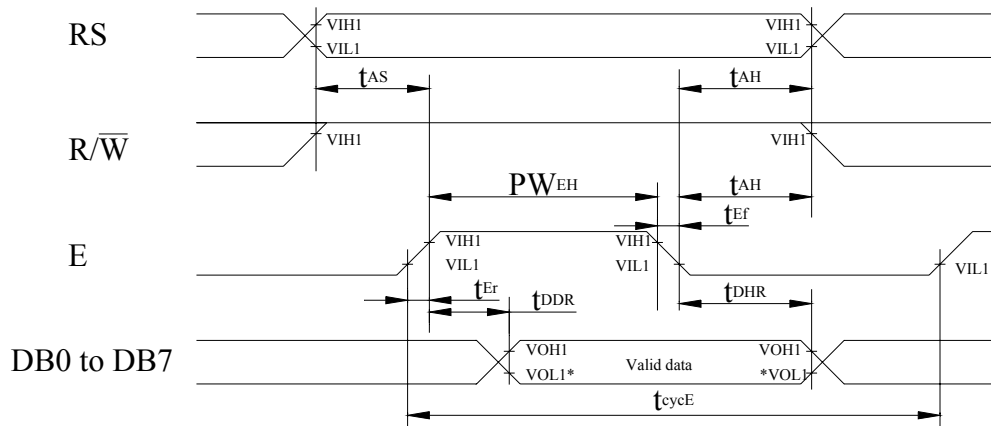 RS
VIH1
VIL1
VIH1
VIL1
tAS
tAH
R/W̅
VIH1
VIH1
PWEH
tAH
tEf
E
VIH1
VIL1
VIH1
VIL1
VIL1
tEr
tDDR
tDHR
DB0 to DB7
VOH1
VOL1*
Valid data
VOH1
*VOL1
tcycE